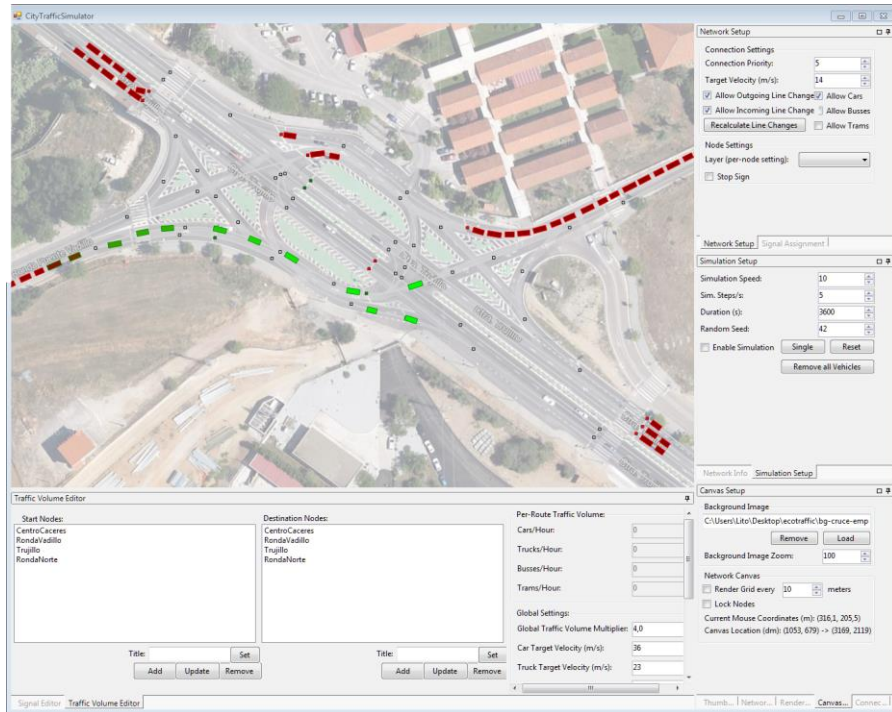 CityTrafficSimulator
Network Setup
Connection Settings
Connection Priority: 5
Target Velocity (m/s): 14
Allow Outgoing Line Change Allow Cars
Allow Incoming Line Change Allow Busses
Recalculate Line Changes Allow Trams
Node Settings
Layer (per-node setting):
Stop Sign
Network Setup Signal Assignment
Simulation Setup
Simulation Speed: 10
Sim. Steps/s: 5
Duration (s): 3600
Random Seed: 42
Enable Simulation Single Reset
Remove all Vehicles
Network Info Simulation Setup
Canvas Setup
Background Image
C:\Users\Lito\Desktop\ecotraffic\bg-cruce-emp
Remove Load
Background Image Zoom: 100
Network Canvas
Render Grid every 10 meters
Lock Nodes
Current Mouse Coordinates (m): (316,1, 205,5)
Canvas Location (dm): (1053, 679) -> (3169, 2119)
Thumb... Networ... Render... Canvas... Connec...
Traffic Volume Editor
Start Nodes:
CentroCaceres
RondaVadillo
Trujillo
RondaNorte
Title: Set
Add Update Remove
Destination Nodes:
CentroCaceres
RondaVadillo
Trujillo
RondaNorte
Title: Set
Add Update Remove
Per-Route Traffic Volume:
Cars/Hour: 0
Trucks/Hour: 0
Busses/Hour: 0
Trams/Hour: 0
Global Settings:
Global Traffic Volume Multiplier: 4,0
Car Target Velocity (m/s): 36
Truck Target Velocity (m/s): 23
Signal Editor Traffic Volume Editor